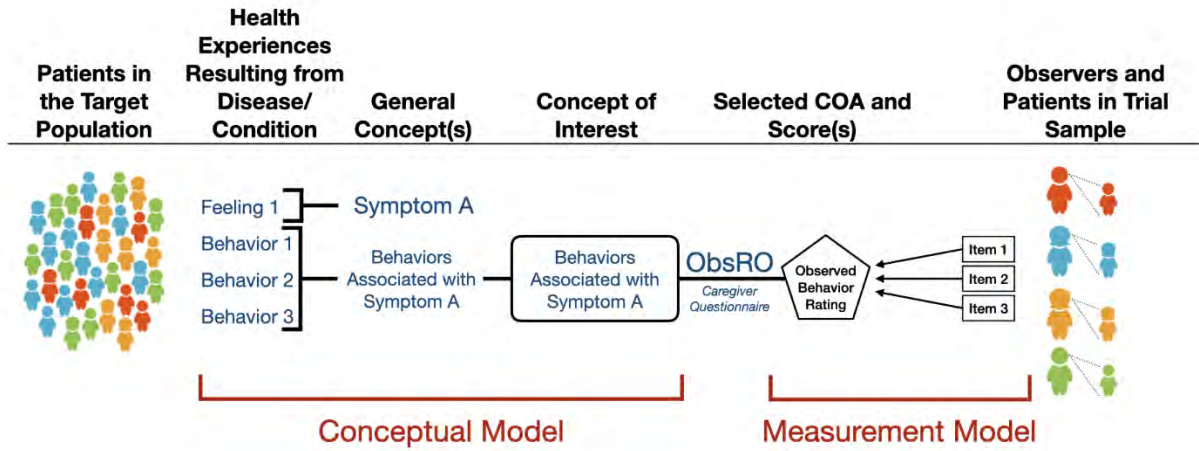 Patients in
the Target
Population
Health
Experiences
Resulting from
Disease/
Condition
General
Concept(s)
Concept of
Interest
Selected COA and
Score(s)
Observers and
Patients in Trial
Sample
Feeling 1
Symptom A
Behavior 1
Behavior 2
Behavior 3
Behaviors
Associated with
Symptom A
Behaviors
Associated with
Symptom A
ObsRO
Caregiver
Questionnaire
Observed
Behavior
Rating
Item 1
Item 2
Item 3
Conceptual Model
Measurement Model